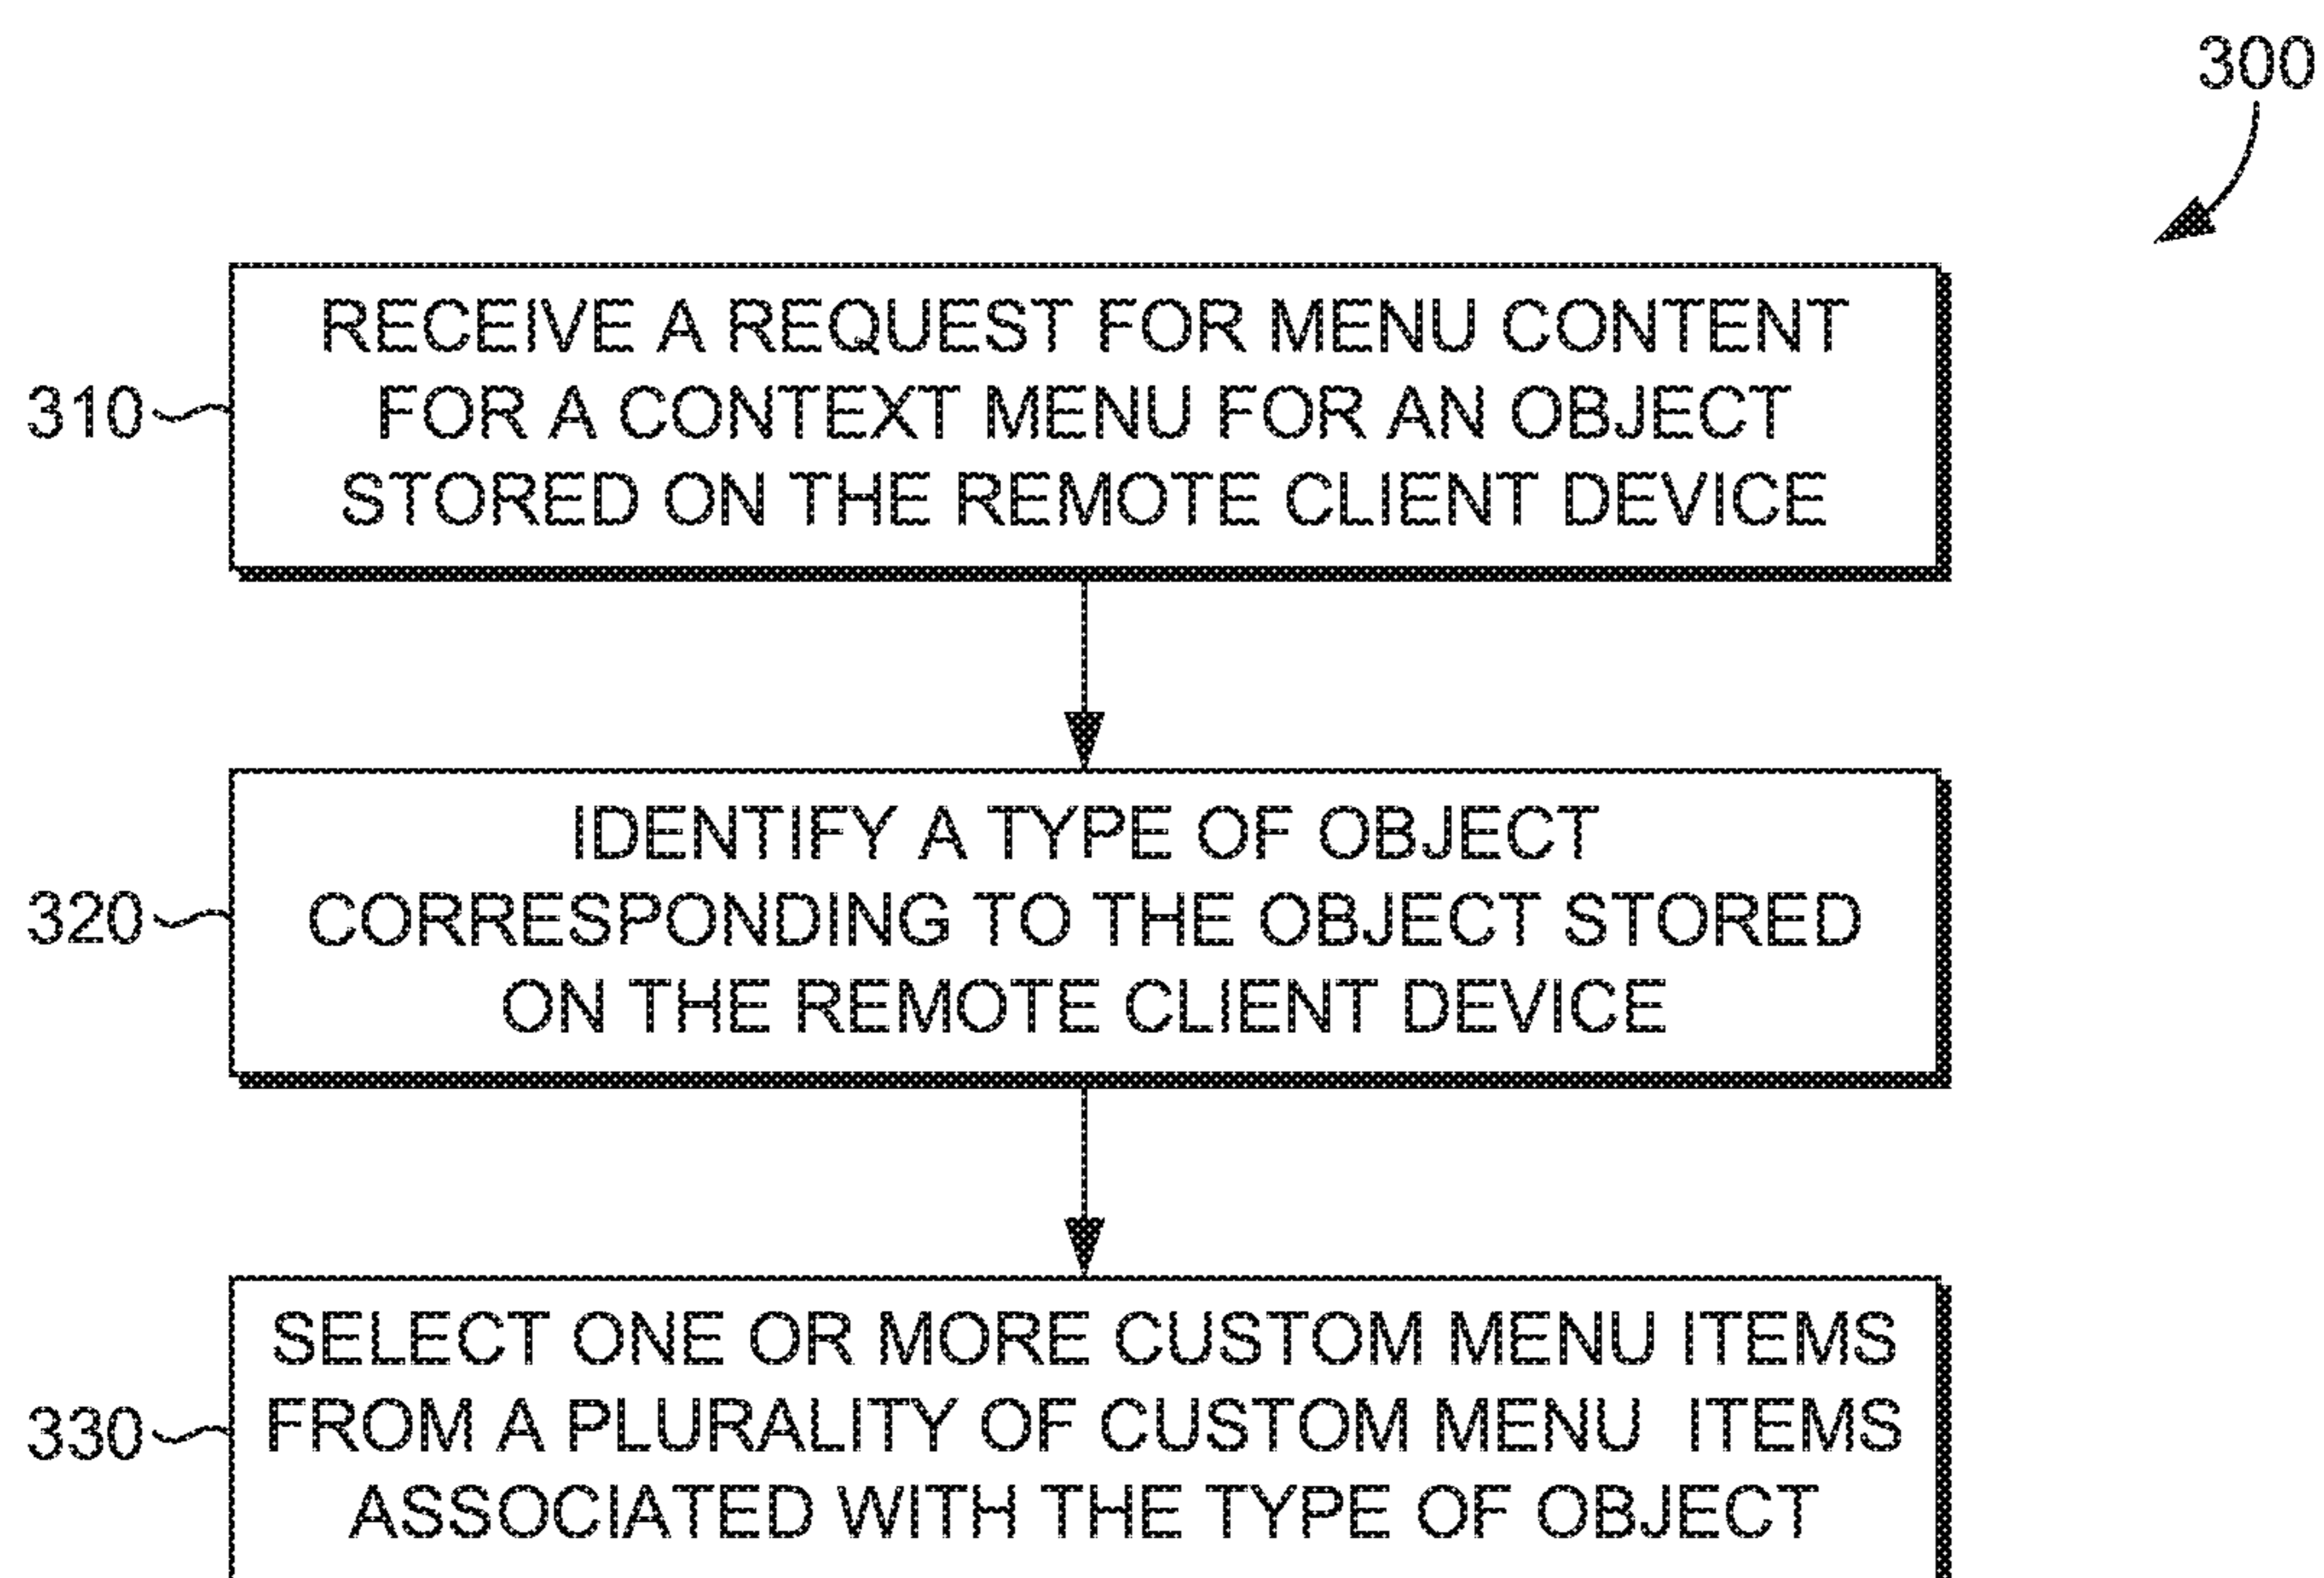 300
RECEIVE A REQUEST FOR MENU CONTENT
FOR A CONTEXT MENU FOR AN OBJECT
STORED ON THE REMOTE CLIENT DEVICE
310
IDENTIFY A TYPE OF OBJECT
CORRESPONDING TO THE OBJECT STORED
ON THE REMOTE CLIENT DEVICE
320
SELECT ONE OR MORE CUSTOM MENU ITEMS
FROM A PLURALITY OF CUSTOM MENU ITEMS
ASSOCIATED WITH THE TYPE OF OBJECT
330